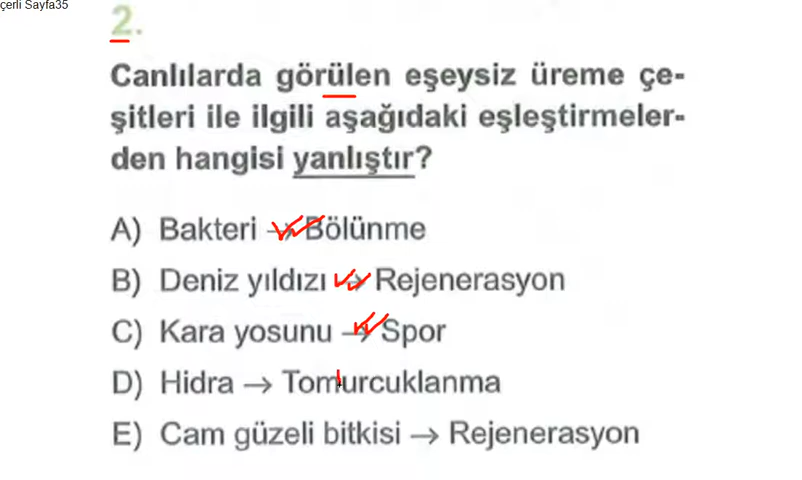 çerli Sayfa35
2.
Canlılarda görülen eşeysiz üreme çe-
şitleri ile ilgili aşağıdaki eşleştirmeler-
den hangisi yanlıştır?
A) Bakteri → Bölünme
B) Deniz yıldızı → Rejenerasyon
C) Kara yosunu → Spor
D) Hidra → Tomurcuklanma
E) Cam güzeli bitkisi → Rejenerasyon